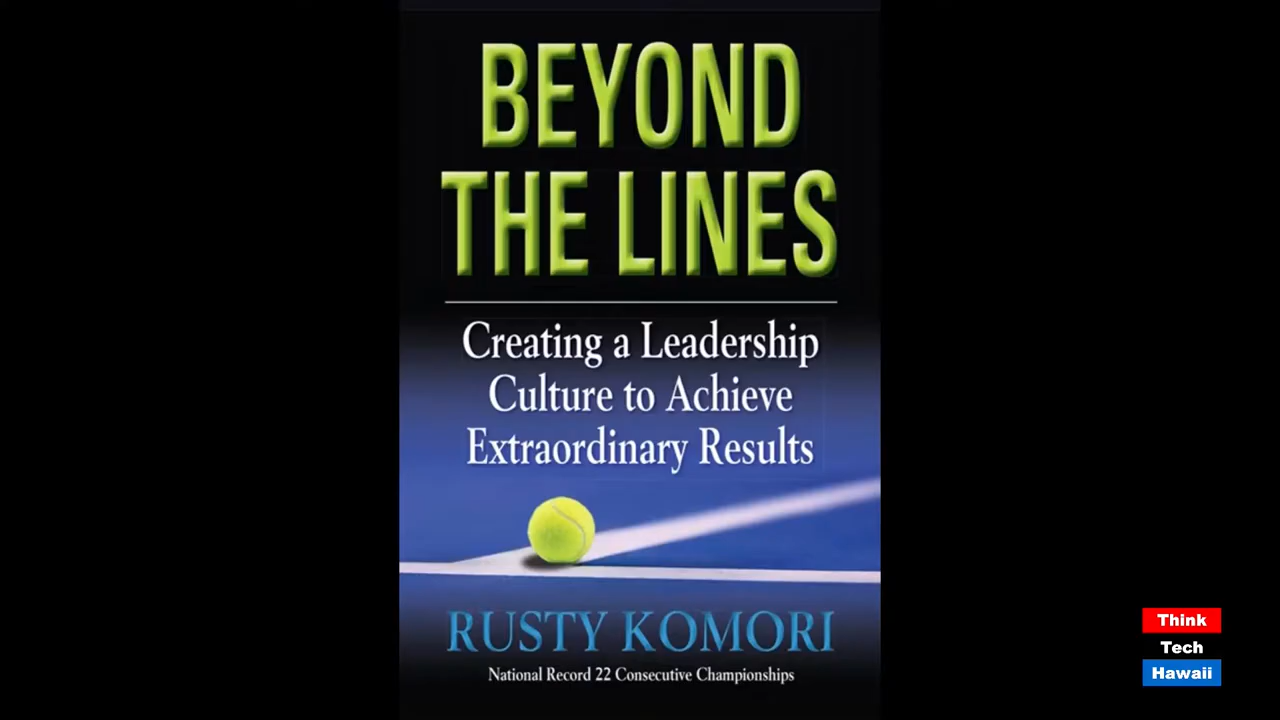 BEYOND
THE LINES
Creating a Leadership
Culture to Achieve
Extraordinary Results
RUSTY KOMORI
National Record 22 Consecutive Championships
Think
Tech
Hawaii